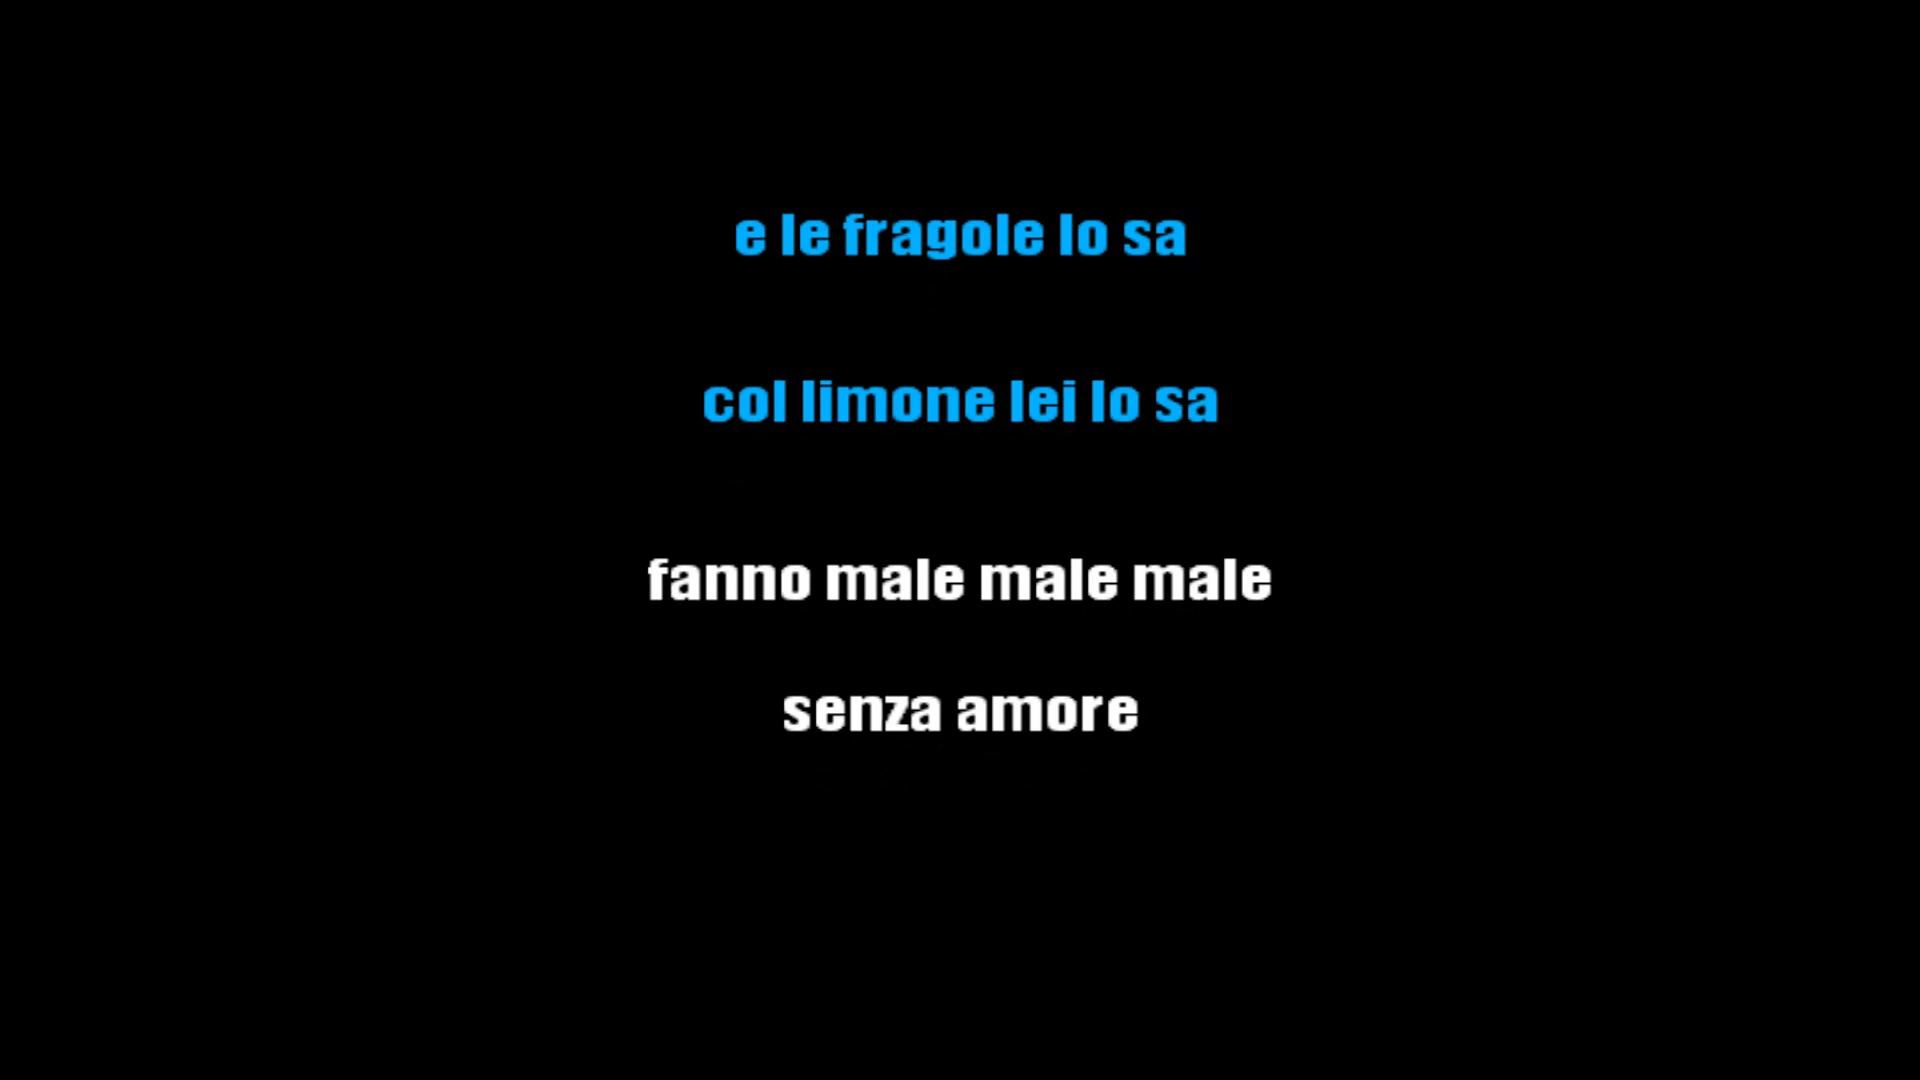 e le fragole lo sa
col limone lei lo sa
fanno male male male
senza amore